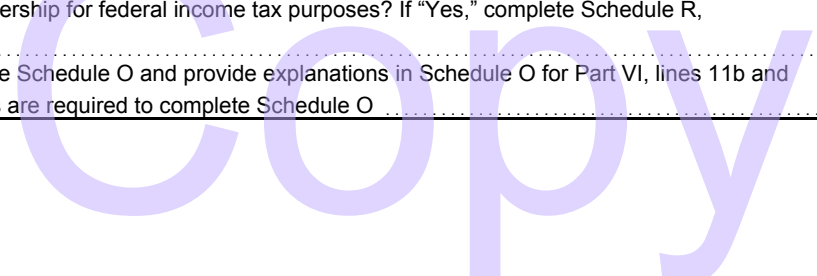 ership for federal income tax purposes? If “Yes,” complete Schedule R,
e Schedule O and provide explanations in Schedule O for Part VI, lines 11b and
s are required to complete Schedule O
Copy